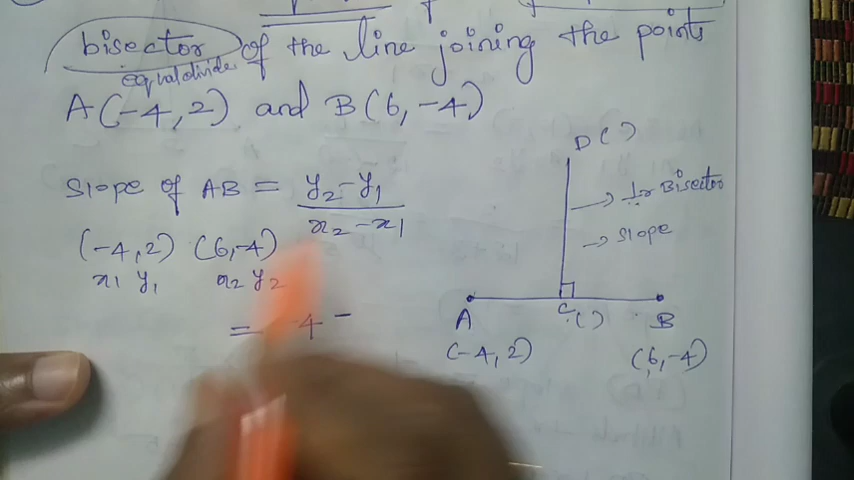 bisector of the line joining the points
equal divide
A(-4,2) and B(6,-4)
Slope of AB = y2-y1
x2-x1
(-4,2) (6,-4)
x1 y1 x2 y2
= -4 -
D( )
→ ⊥r Bisector
→ slope
A C( ) B
(-4,2) (6,-4)